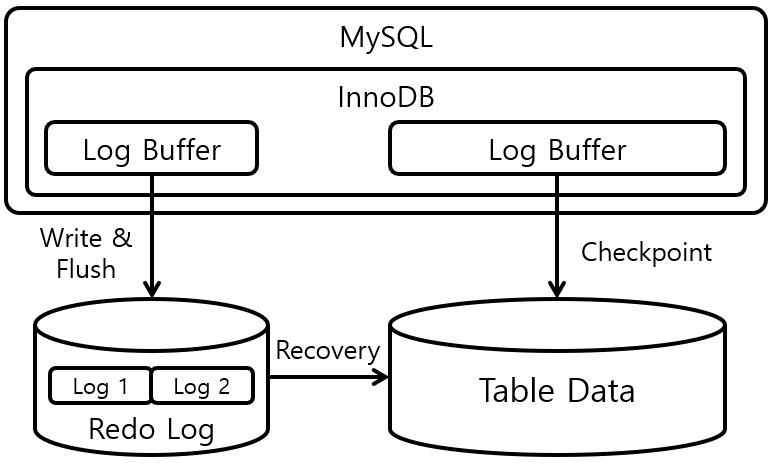 MySQL
InnoDB
Log Buffer
Log Buffer
Write &
Flush
Checkpoint
Recovery
Log 1
Log 2
Redo Log
Table Data